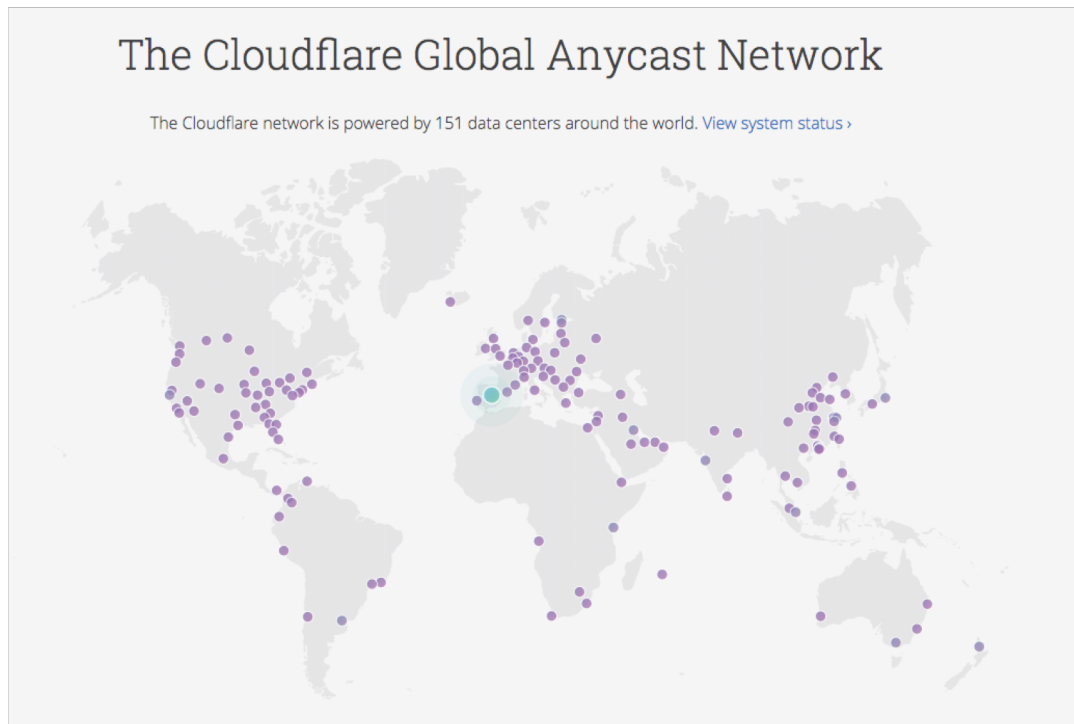 The Cloudflare Global Anycast Network
The Cloudflare network is powered by 151 data centers around the world. View system status ›